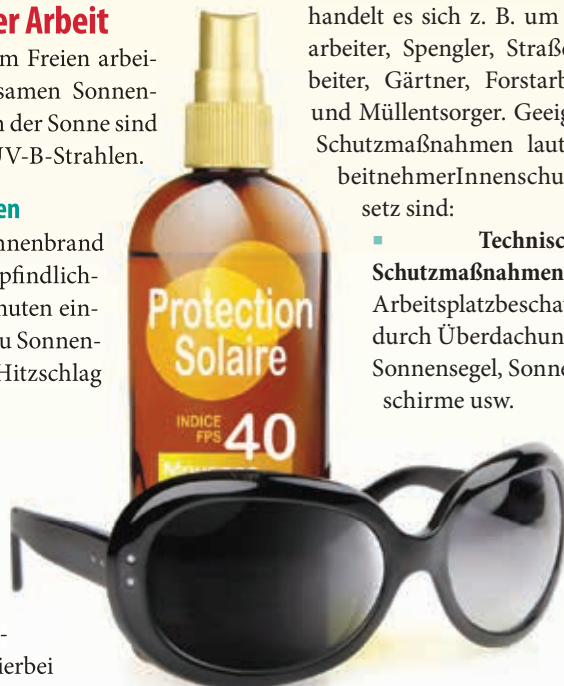 er Arbeit
m Freien arbei-
samen Sonnen-
n der Sonne sind
UV-B-Strahlen.
en
nnenbrand
pfindlich-
nuten ein-
u Sonnen-
Hitzschlag
-
ierbei
Protection
Solaire
INDICE
FPS 40
handelt es sich z. B. um
arbeiter, Spengler, Straße
beiter, Gärtner, Forstarb
und Müllentsorger. Geeig
Schutzmaßnahmen laut
beitnehmerInnenschu
setz sind:
Technisc
Schutzmaßnahmen
Arbeitsplatzbeschat
durch Überdachun
Sonnensegel, Sonne
schirme usw.